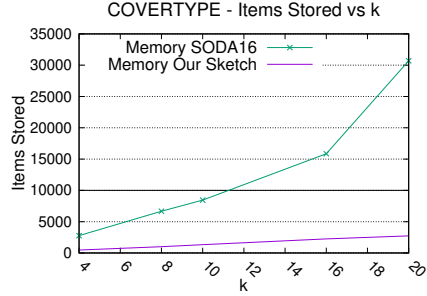 COVERTYPE - Items Stored vs k
35000
30000
25000
20000
15000
10000
5000
0
Items Stored
Memory SODA16
Memory Our Sketch
4 6 8 10 12 14 16 18 20
k